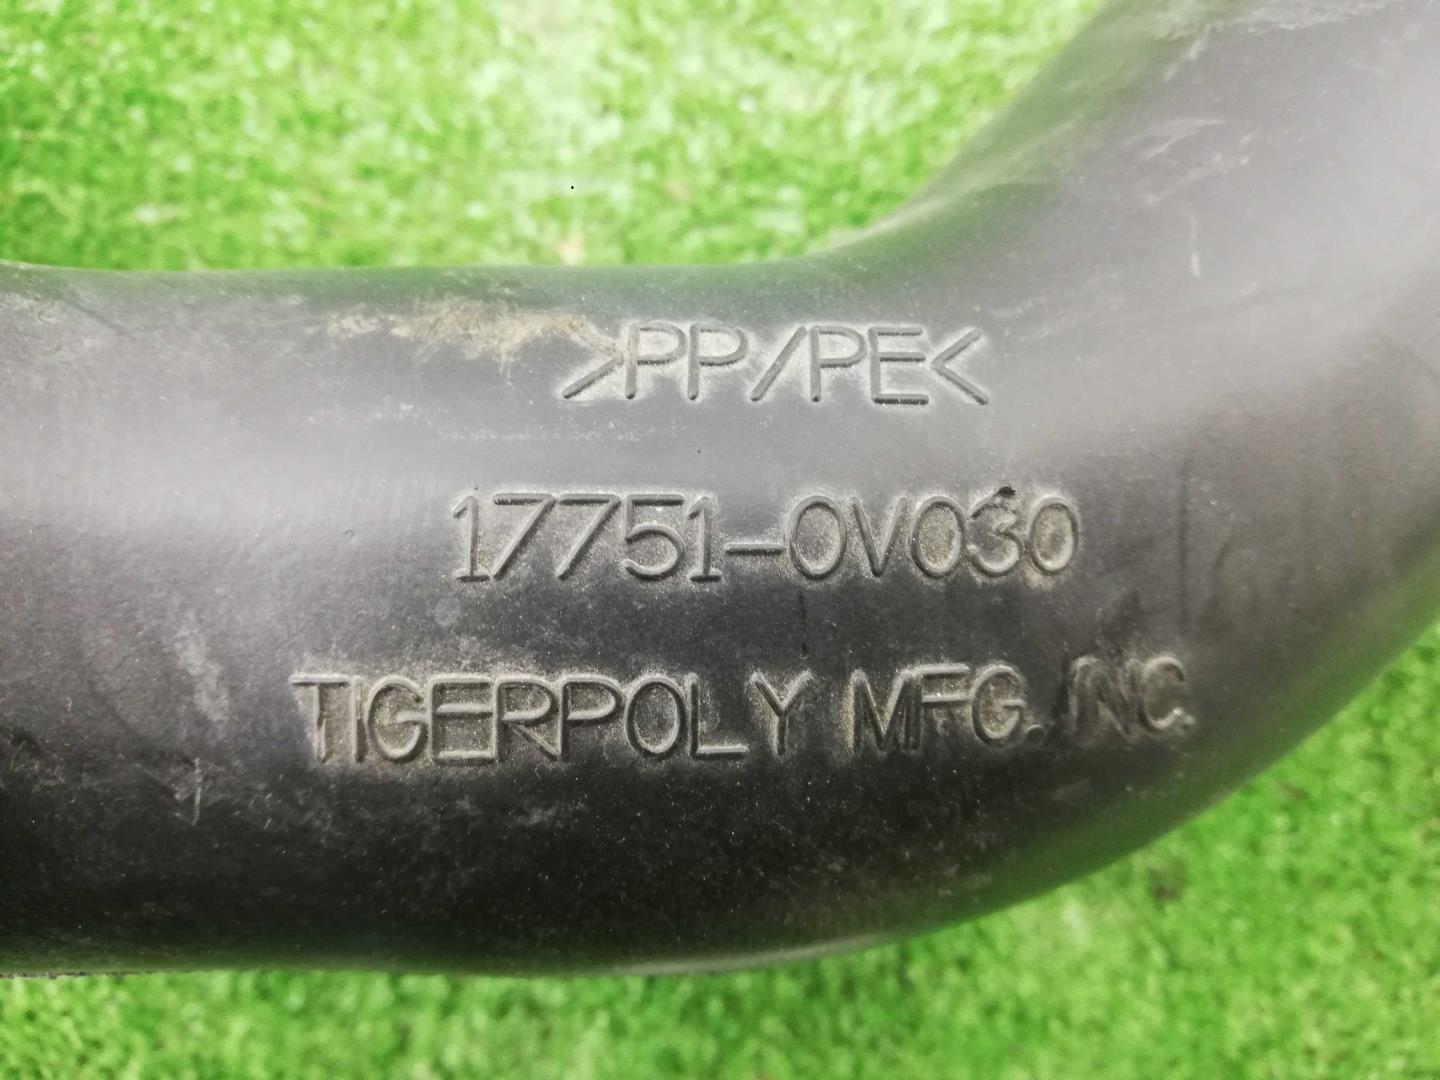 >PP/PE<
17751-0V030
TIGERPOLY MFG. INC.